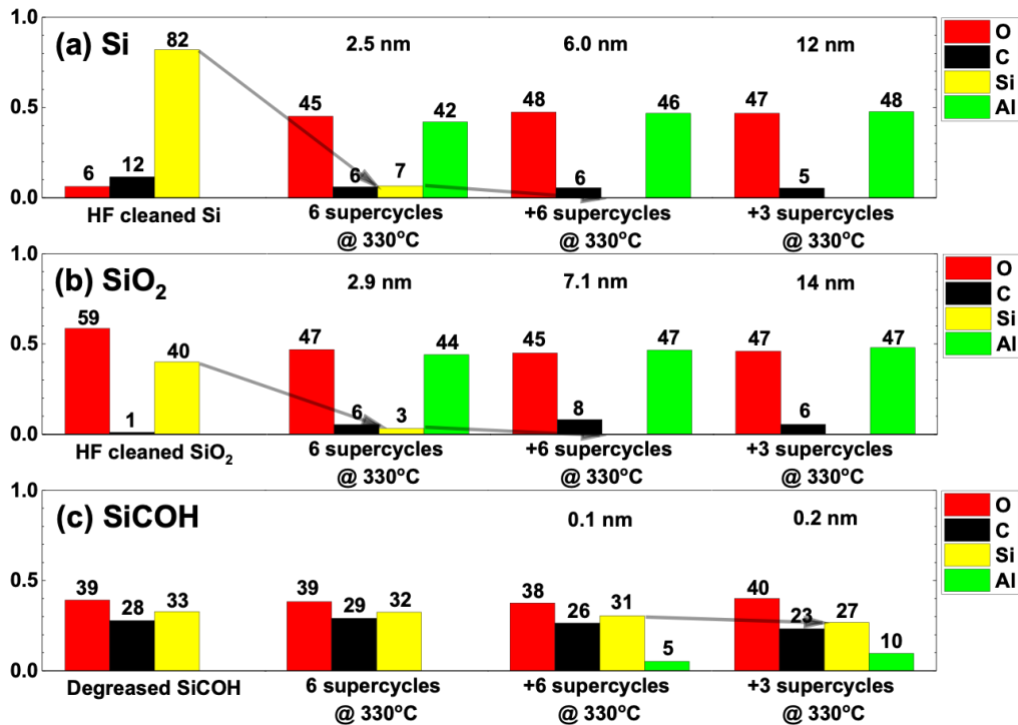 1.0
(a) Si
82
2.5 nm
6.0 nm
12 nm
O
C
Si
Al
0.5
45
42
48
46
47
48
6
12
6
7
6
5
0.0
HF cleaned Si
6 supercycles
@ 330°C
+6 supercycles
@ 330°C
+3 supercycles
@ 330°C
1.0
(b) SiO₂
2.9 nm
7.1 nm
14 nm
O
C
Si
Al
59
0.5
40
47
44
45
47
47
47
1
6
3
8
6
0.0
HF cleaned SiO₂
6 supercycles
@ 330°C
+6 supercycles
@ 330°C
+3 supercycles
@ 330°C
1.0
(c) SiCOH
0.1 nm
0.2 nm
O
C
Si
Al
0.5
39
28
33
39
29
32
38
26
31
5
40
23
27
10
0.0
Degreased SiCOH
6 supercycles
@ 330°C
+6 supercycles
@ 330°C
+3 supercycles
@ 330°C